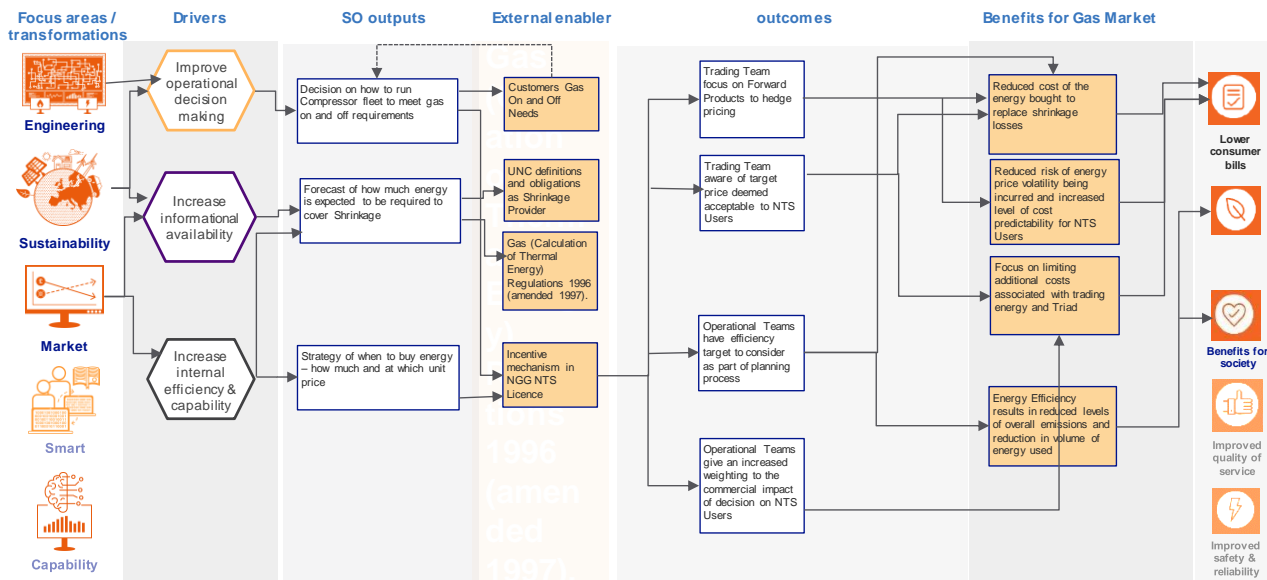 Focus areas /
transformations
Drivers
SO outputs
External enabler
outcomes
Benefits for Gas Market
Engineering
Sustainability
Market
Smart
Capability
Improve
operational
decision
making
Increase
informational
availability
Increase
internal
efficiency &
capability
Decision on how to run
Compressor fleet to meet gas
on and off requirements
Forecast of how much energy
is expected to be required to
cover Shrinkage
Strategy of when to buy energy
– how much and at which unit
price
Customers Gas
On and Off
Needs
UNC definitions
and obligations
as Shrinkage
Provider
Gas (Calculation
of Thermal
Energy)
Regulations 1996
(amended 1997).
Incentive
mechanism in
NGG NTS
Licence
1996
(amen
ded
1997)
Trading Team
focus on Forward
Products to hedge
pricing
Trading Team
aware of target
price deemed
acceptable to NTS
Users
Operational Teams
have efficiency
target to consider
as part of planning
process
Operational Teams
give an increased
weighting to the
commercial impact
of decision on NTS
Users
Reduced cost of the
energy bought to
replace shrinkage
losses
Reduced risk of energy
price volatility being
incurred and increased
level of cost
predictability for NTS
Users
Focus on limiting
additional costs
associated with trading
energy and Triad
Energy Efficiency
results in reduced levels
of overall emissions and
reduction in volume of
energy used
Lower
consumer
bills
Benefits for
society
Improved
quality of
service
Improved
safety &
reliability